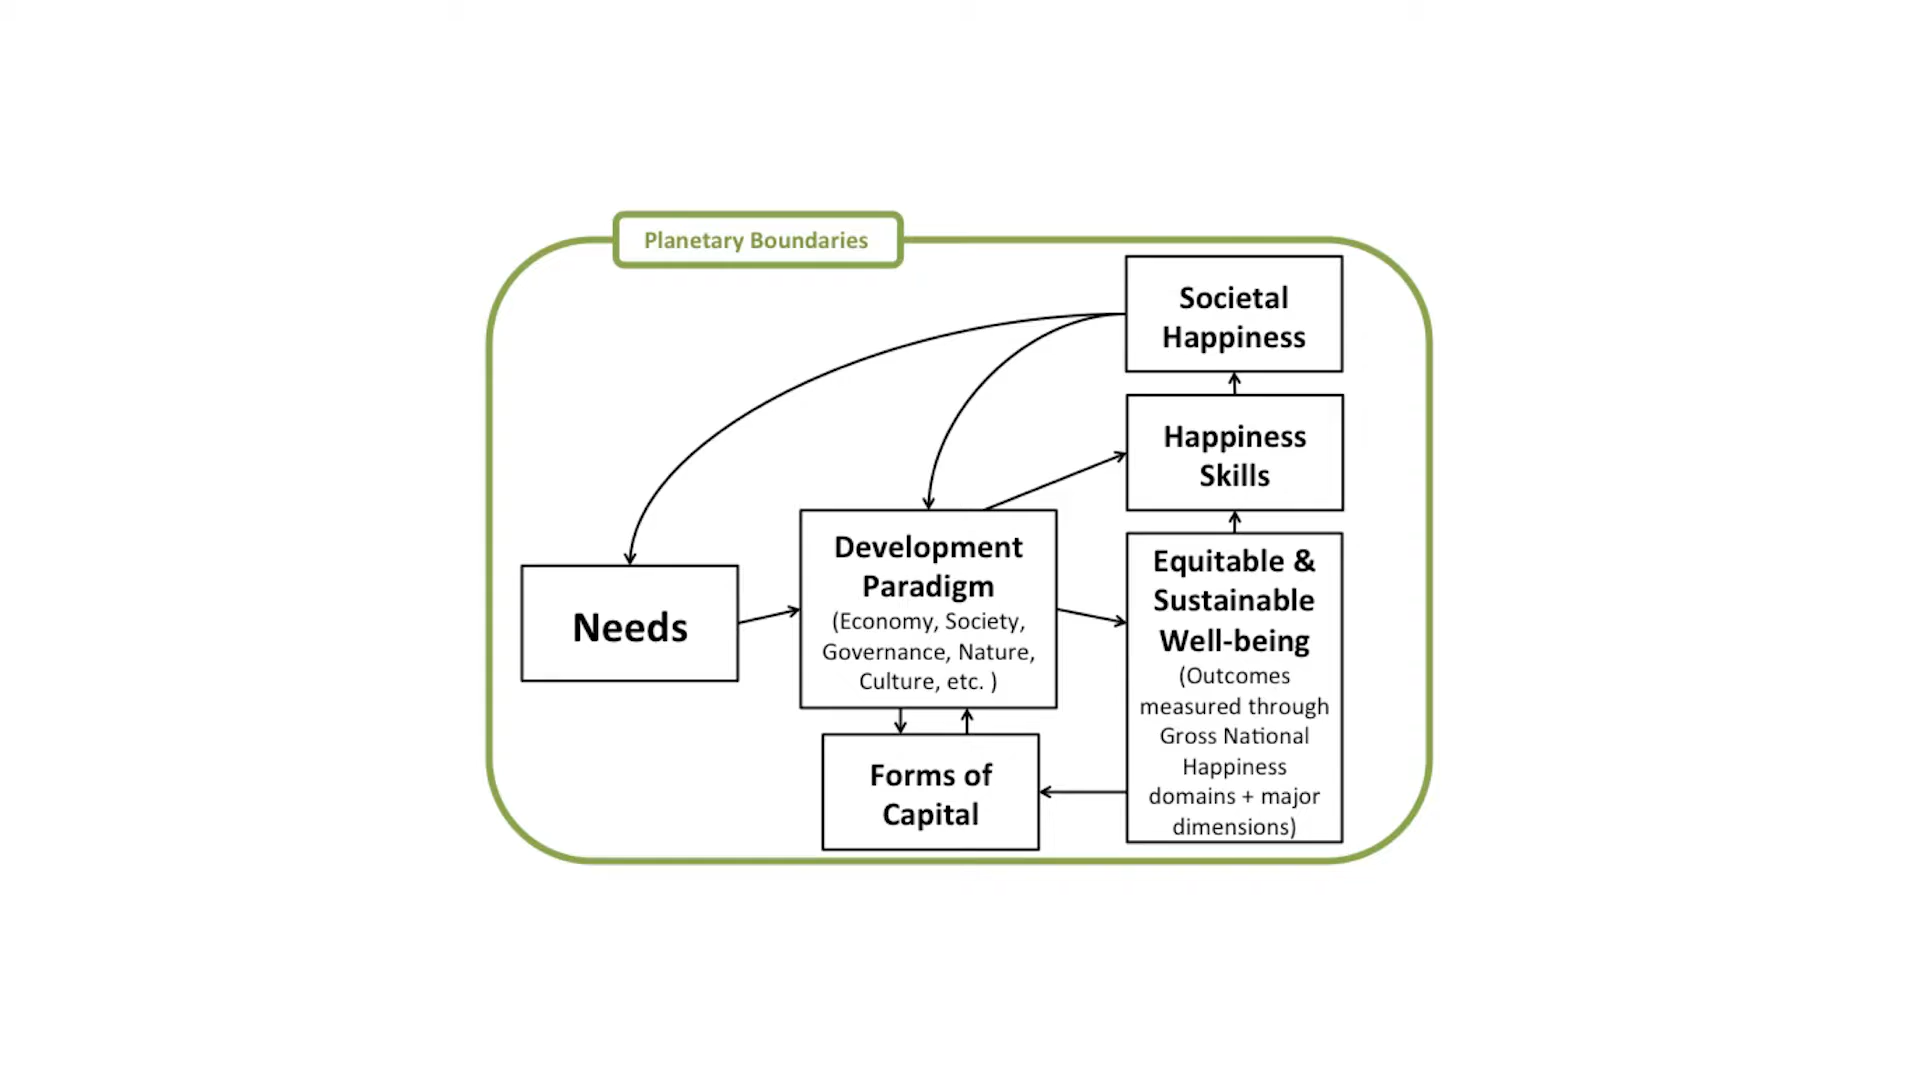 Planetary Boundaries
Societal
Happiness
Happiness
Skills
Development
Paradigm
(Economy, Society,
Governance, Nature,
Culture, etc. )
Needs
Equitable &
Sustainable
Well-being
(Outcomes
measured through
Gross National
Happiness
domains + major
dimensions)
Forms of
Capital